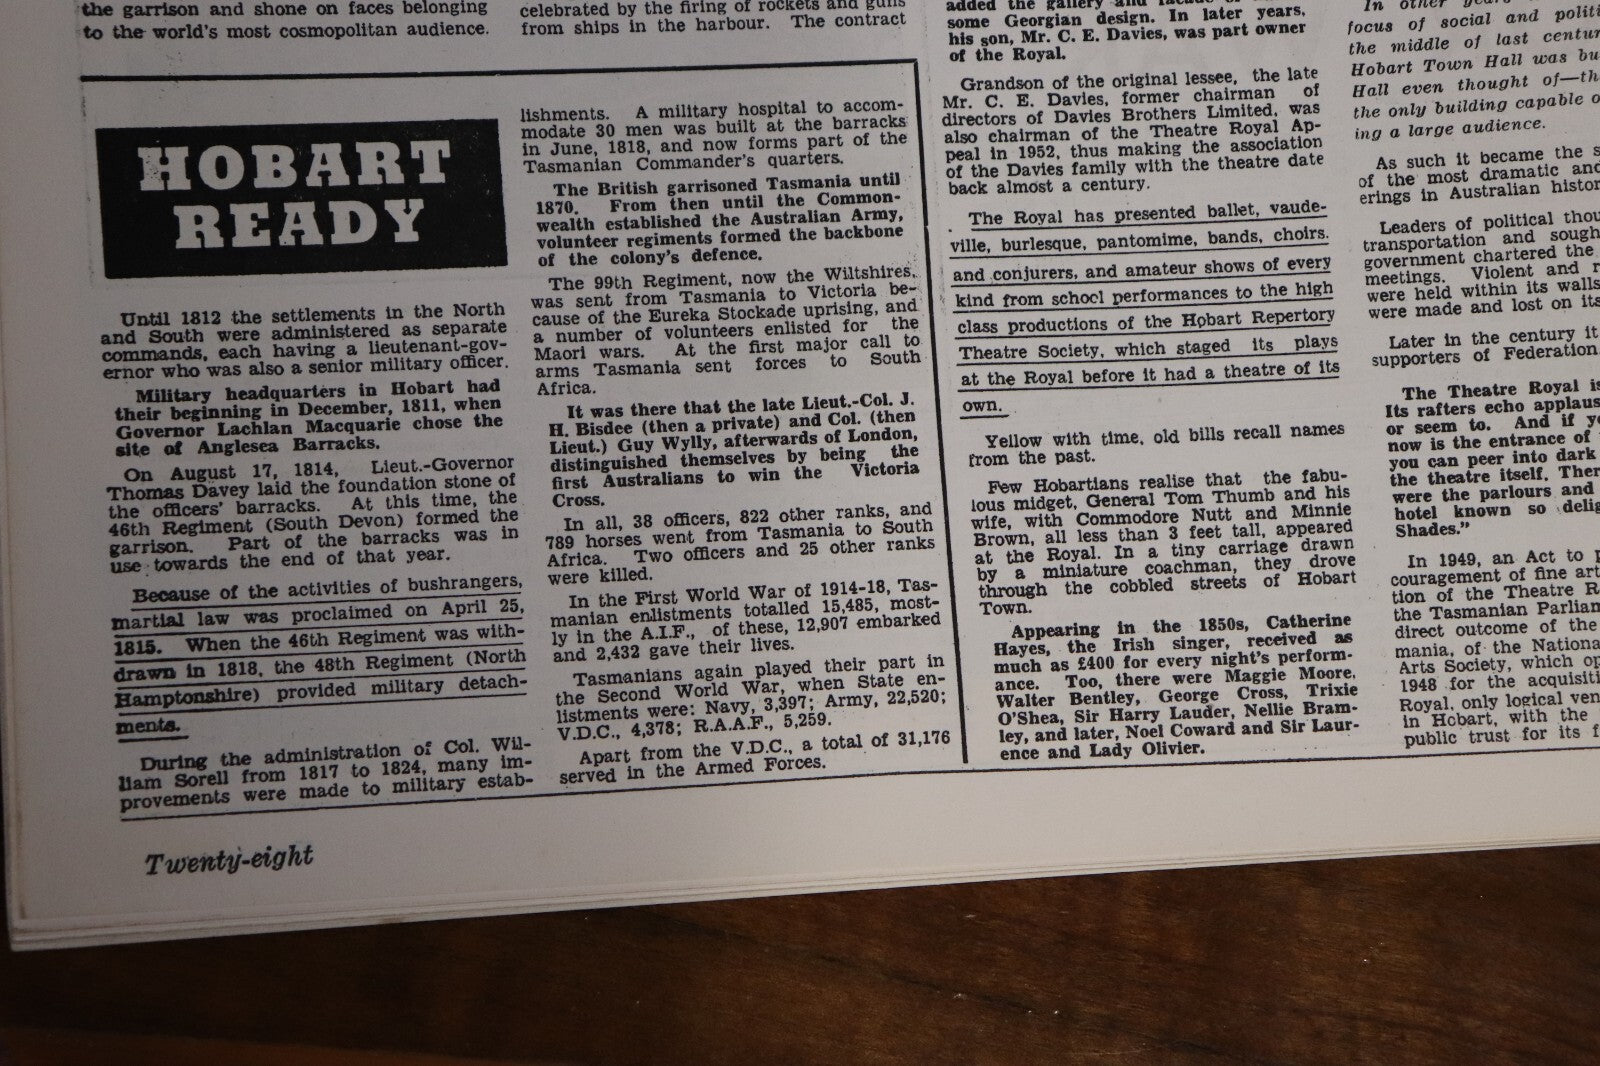 the garrison and shone on faces belonging
to the world's most cosmopolitan audience.
celebrated by the firing of rockets and guns
from ships in the harbour. The contract
HOBART
READY
Until 1812 the settlements in the North
and South were administered as separate
commands, each having a lieutenant-gov-
ernor who was also a senior military officer.
Military headquarters in Hobart had
their beginning in December, 1811, when
Governor Lachlan Macquarie chose the
site of Anglesea Barracks.
On August 17, 1814, Lieut.-Governor
Thomas Davey laid the foundation stone of
the officers' barracks. At this time, the
46th Regiment (South Devon) formed the
garrison. Part of the barracks was in
use towards the end of that year.
Because of the activities of bushrangers,
martial law was proclaimed on April 25,
1815. When the 46th Regiment was with-
drawn in 1818, the 48th Regiment (North
Hamptonshire) provided military detach-
ments.
During the administration of Col. Wil-
liam Sorell from 1817 to 1824, many im-
provements were made to military estab-
lishments. A military hospital to accom-
modate 30 men was built at the barracks
in June, 1818, and now forms part of the
Tasmanian Commander's quarters.
The British garrisoned Tasmania until
1870. From then until the Common-
wealth established the Australian Army,
volunteer regiments formed the backbone
of the colony's defence.
The 99th Regiment, now the Wiltshires,
was sent from Tasmania to Victoria be-
cause of the Eureka Stockade uprising, and
a number of volunteers enlisted for the
Maori wars. At the first major call to
arms Tasmania sent forces to South
Africa.
It was there that the late Lieut.-Col. J.
H. Bisdee (then a private) and Col. (then
Lieut.) Guy Wylly, afterwards of London,
distinguished themselves by being the
first Australians to win the Victoria
Cross.
In all, 38 officers, 822 other ranks, and
789 horses went from Tasmania to South
Africa. Two officers and 25 other ranks
were killed.
In the First World War of 1914-18, Tas-
manian enlistments totalled 15,485, most-
ly in the A.I.F., of these, 12,907 embarked
and 2,432 gave their lives.
Tasmanians again played their part in
the Second World War, when State en-
listments were: Navy, 3,397; Army, 22,520;
V.D.C., 4,378; R.A.A.F., 5,259.
Apart from the V.D.C., a total of 31,176
served in the Armed Forces.
added the gallery and
some Georgian design. In later years,
his son, Mr. C. E. Davies, was part owner
of the Royal.
Grandson of the original lessee, the late
Mr. C. E. Davies, former chairman of
directors of Davies Brothers Limited, was
also chairman of the Theatre Royal Ap-
peal in 1952, thus making the association
of the Davies family with the theatre date
back almost a century.
The Royal has presented ballet, vaude-
ville, burlesque, pantomime, bands, choirs.
and conjurers, and amateur shows of every
kind from school performances to the high
class productions of the Hobart Repertory
Theatre Society, which staged its plays
at the Royal before it had a theatre of its
own.
Yellow with time, old bills recall names
from the past.
Few Hobartians realise that the fabu-
lous midget, General Tom Thumb and his
wife, with Commodore Nutt and Minnie
Brown, all less than 3 feet tall, appeared
at the Royal. In a tiny carriage drawn
by a miniature coachman, they drove
through the cobbled streets of Hobart
Town.
Appearing in the 1850s, Catherine
Hayes, the Irish singer, received as
much as £400 for every night's perform-
ance. Too, there were Maggie Moore,
Walter Bentley, George Cross, Trixie
O'Shea, Sir Harry Lauder, Nellie Bram-
ley, and later, Noel Coward and Sir Laur-
ence and Lady Olivier.
In other
focus of social and politi
the middle of last centur
Hobart Town Hall was bu
Hall even thought of—th
the only building capable o
ing a large audience.
As such it became the s
of the most dramatic and
erings in Australian histor
Leaders of political thou
transportation and sough
government chartered the
meetings. Violent and r
were held within its walls
were made and lost on its
Later in the century it
supporters of Federation.
The Theatre Royal is
Its rafters echo applaus
or seem to. And if y
now is the entrance of
you can peer into dark
the theatre itself. Ther
were the parlours and
hotel known so delig
Shades."
In 1949, an Act to p
couragement of fine art
tion of the Theatre R
the Tasmanian Parliam
direct outcome of the
mania, of the Nationa
Arts Society, which op
1948 for the acquisiti
Royal, only logical ven
in Hobart, with the
public trust for its f
Twenty-eight